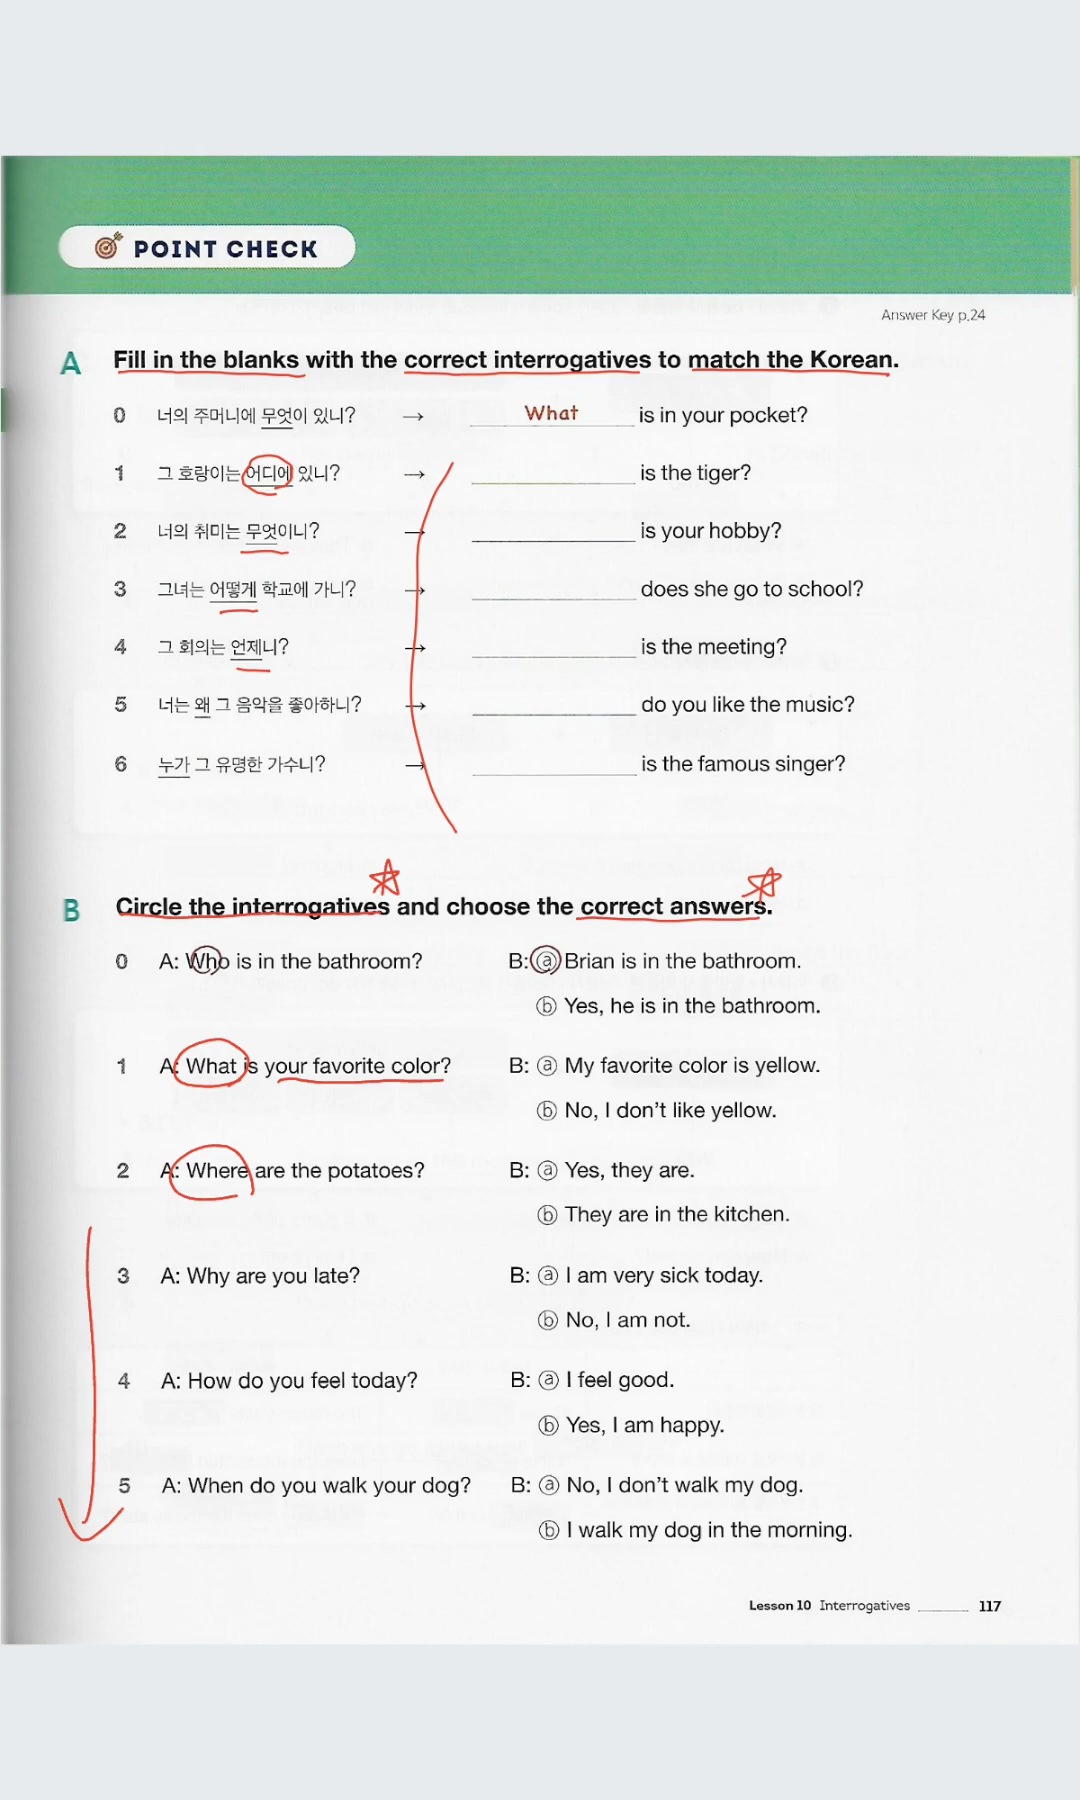 POINT CHECK
Answer Key p.24
A Fill in the blanks with the correct interrogatives to match the Korean.
0 너의 주머니에 무엇이 있니? → What is in your pocket?
1 그 호랑이는 어디에 있니? → ____ is the tiger?
2 너의 취미는 무엇이니? → ____ is your hobby?
3 그녀는 어떻게 학교에 가니? → ____ does she go to school?
4 그 회의는 언제니? → ____ is the meeting?
5 너는 왜 그 음악을 좋아하니? → ____ do you like the music?
6 누가 그 유명한 가수니? → ____ is the famous singer?
B Circle the interrogatives and choose the correct answers.
0 A: Who is in the bathroom? B: ⓐ Brian is in the bathroom.
ⓑ Yes, he is in the bathroom.
1 A: What is your favorite color? B: ⓐ My favorite color is yellow.
ⓑ No, I don't like yellow.
2 A: Where are the potatoes? B: ⓐ Yes, they are.
ⓑ They are in the kitchen.
3 A: Why are you late? B: ⓐ I am very sick today.
ⓑ No, I am not.
4 A: How do you feel today? B: ⓐ I feel good.
ⓑ Yes, I am happy.
5 A: When do you walk your dog? B: ⓐ No, I don't walk my dog.
ⓑ I walk my dog in the morning.
Lesson 10 Interrogatives ____ 117